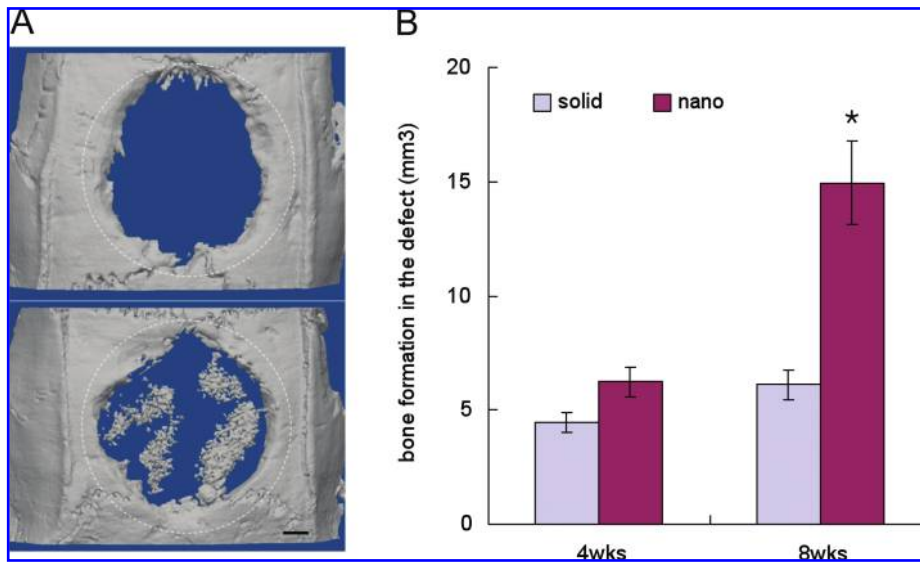 A
B
20
solid
nano
*
15
10
5
0
bone formation in the defect (mm3)
4wks
8wks